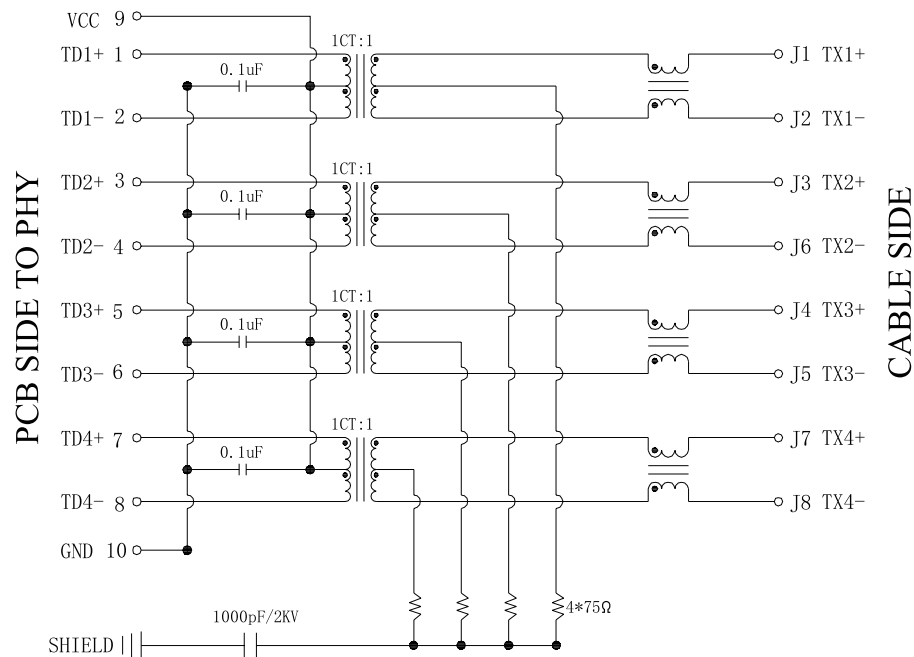 VCC 9
TD1+ 1
1CT:1
J1 TX1+
0.1uF
TD1- 2
J2 TX1-
TD2+ 3
1CT:1
J3 TX2+
0.1uF
TD2- 4
J6 TX2-
TD3+ 5
1CT:1
J4 TX3+
0.1uF
TD3- 6
J5 TX3-
TD4+ 7
1CT:1
J7 TX4+
0.1uF
TD4- 8
J8 TX4-
GND 10
PCB SIDE TO PHY
CABLE SIDE
4*75Ω
1000pF/2KV
SHIELD